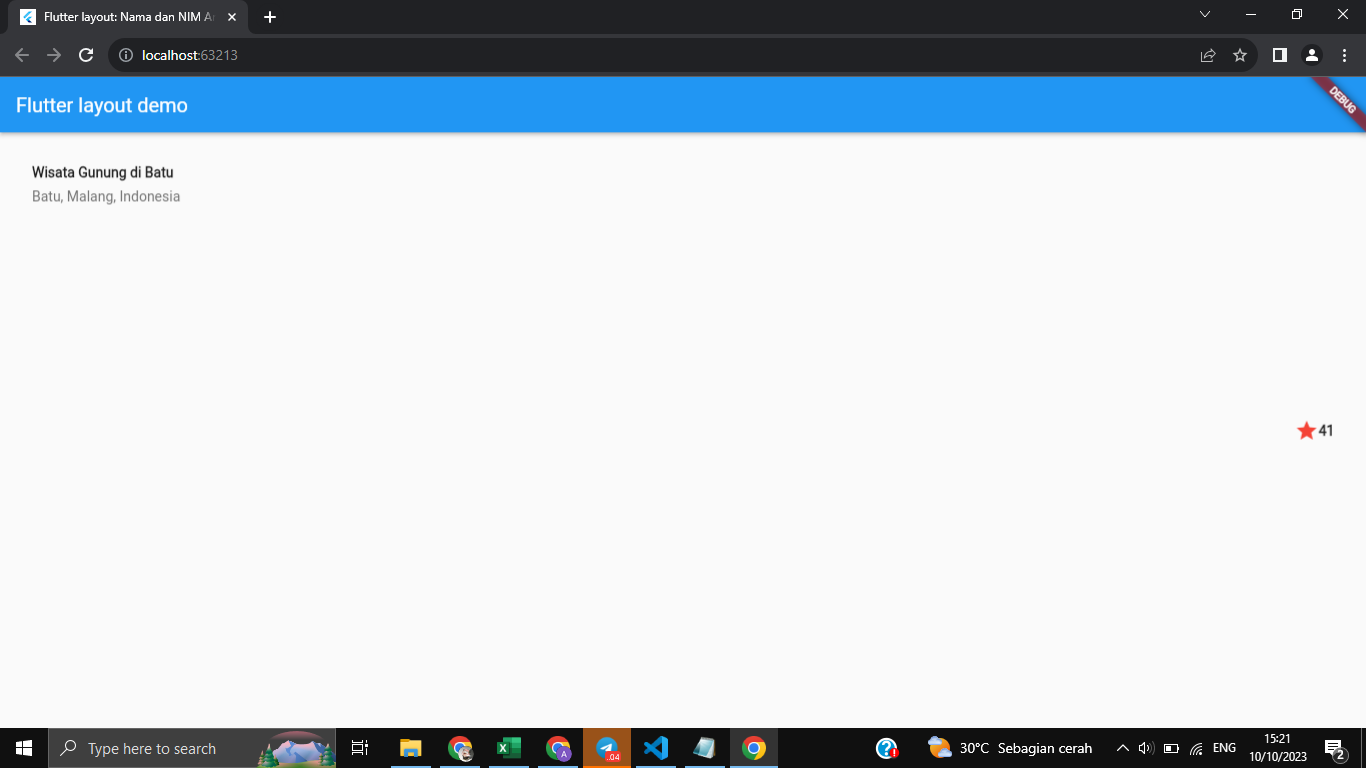 Flutter layout: Nama dan NIM A
localhost:63213
Flutter layout demo
DEBUG
Wisata Gunung di Batu
Batu, Malang, Indonesia
41
Type here to search
A
..04
30°C Sebagian cerah
ENG
15:21
10/10/2023
2